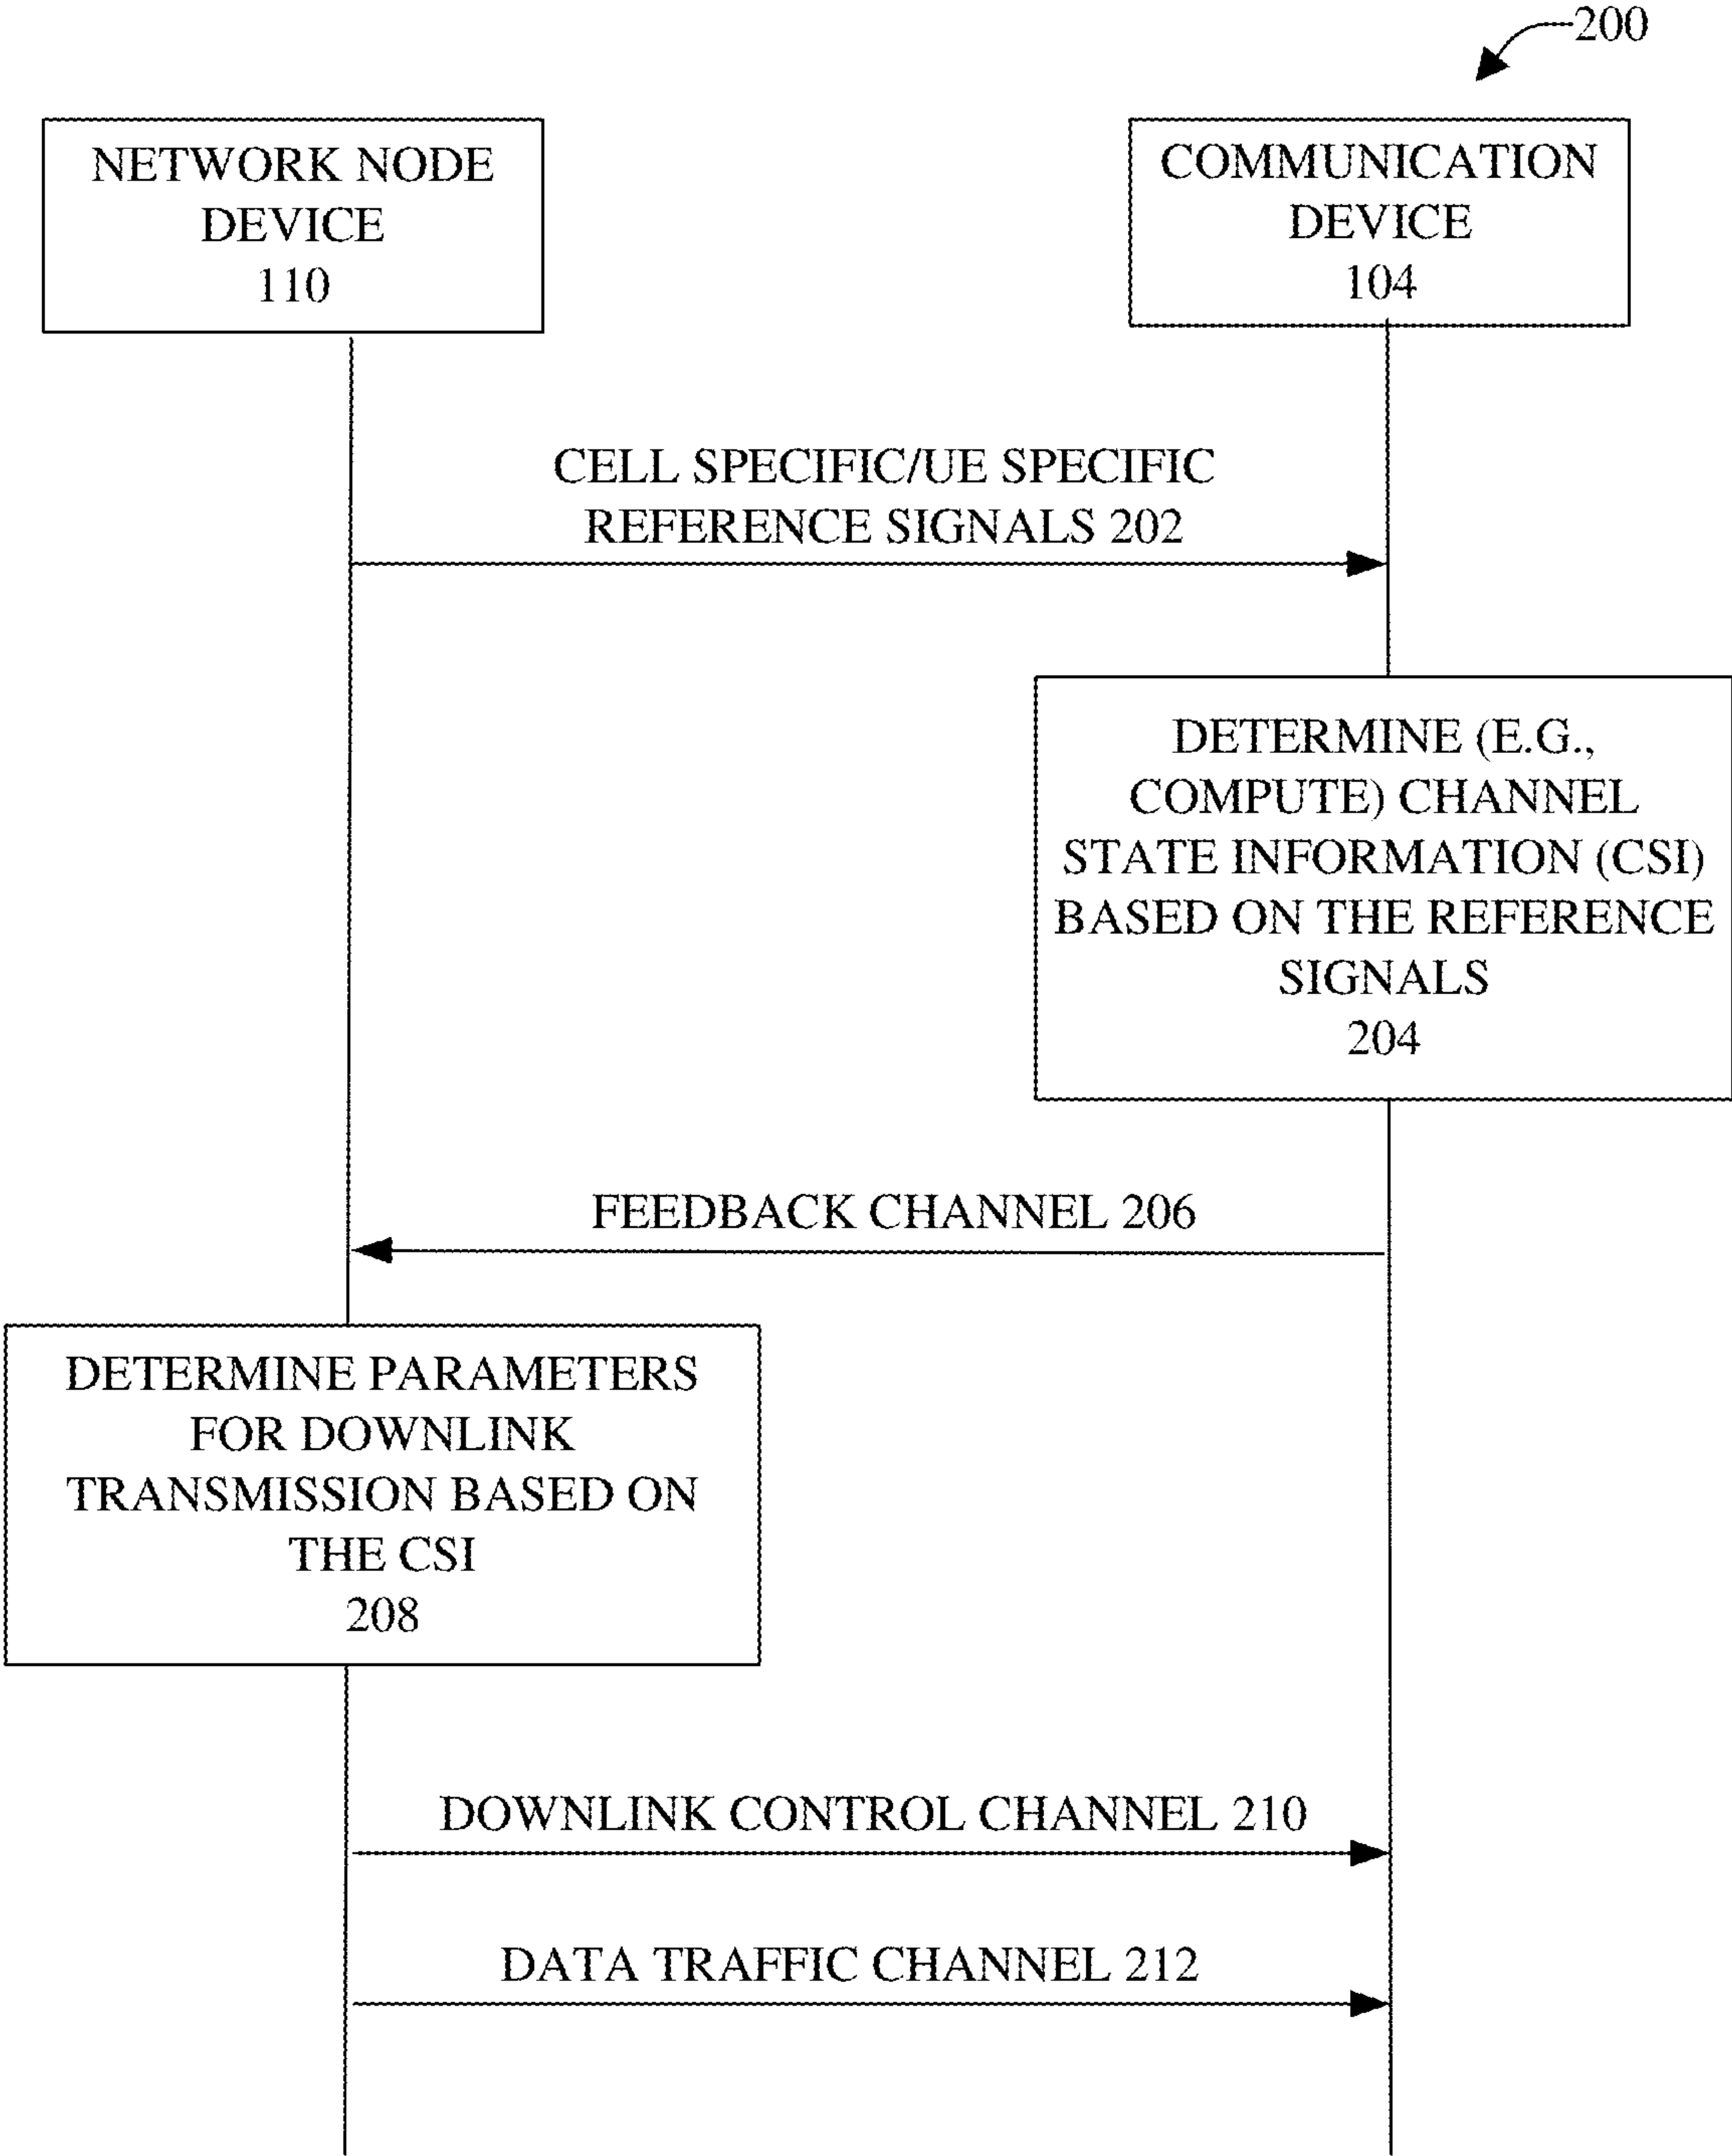 200
NETWORK NODE
DEVICE
110
COMMUNICATION
DEVICE
104
CELL SPECIFIC/UE SPECIFIC
REFERENCE SIGNALS 202
DETERMINE (E.G.,
COMPUTE) CHANNEL
STATE INFORMATION (CSI)
BASED ON THE REFERENCE
SIGNALS
204
FEEDBACK CHANNEL 206
DETERMINE PARAMETERS
FOR DOWNLINK
TRANSMISSION BASED ON
THE CSI
208
DOWNLINK CONTROL CHANNEL 210
DATA TRAFFIC CHANNEL 212